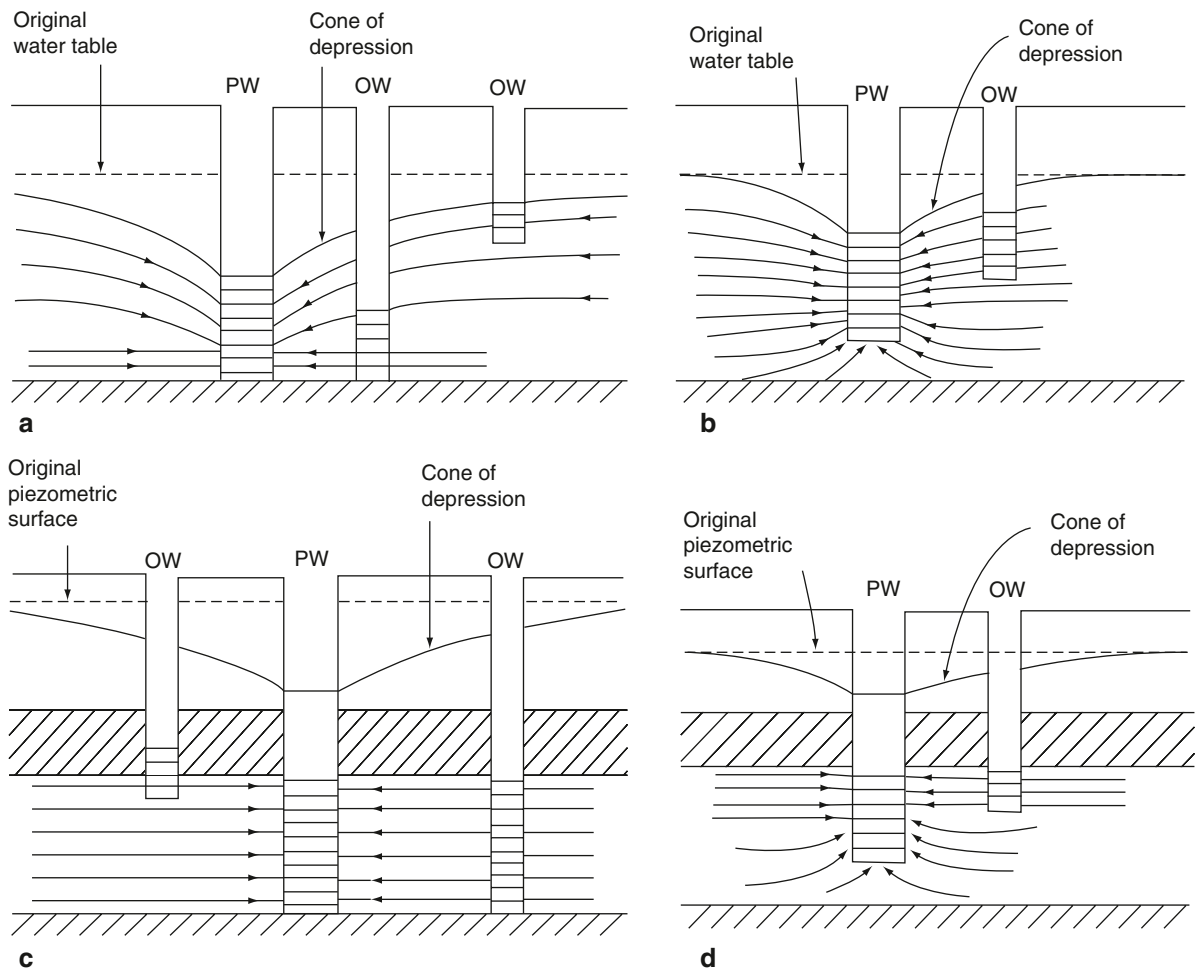 Original
water table
Cone of
depression
PW
OW
OW
a
Original
water table
Cone of
depression
PW
OW
b
Original
piezometric
surface
Cone of
depression
OW
PW
OW
c
Original
piezometric
surface
Cone of
depression
PW
OW
d